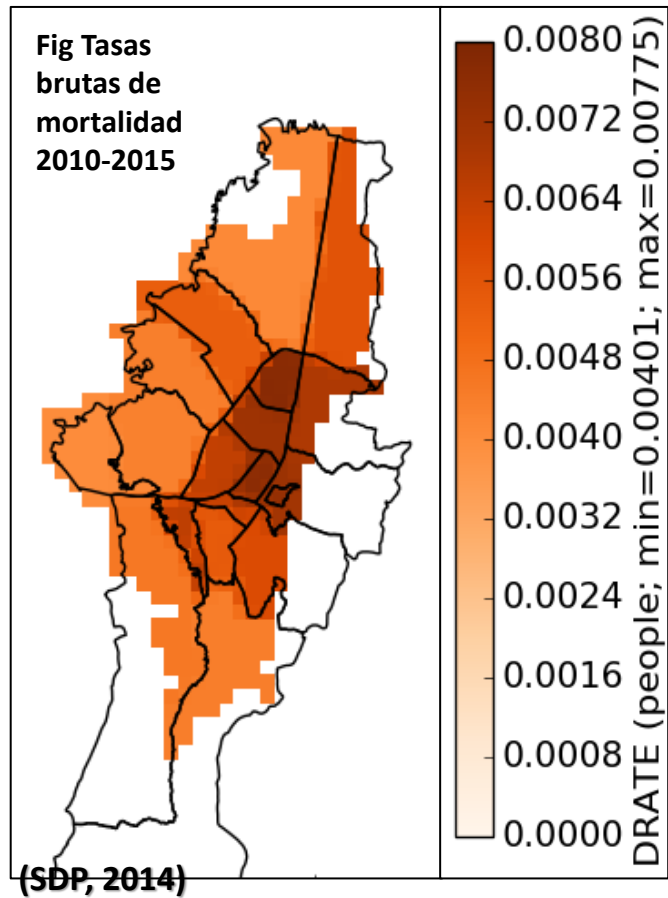 Fig Tasas
brutas de
mortalidad
2010-2015
(SDP, 2014)
0.0080
0.0072
0.0064
0.0056
0.0048
0.0040
0.0032
0.0024
0.0016
0.0008
0.0000
DRATE (people; min=0.00401; max=0.00775)